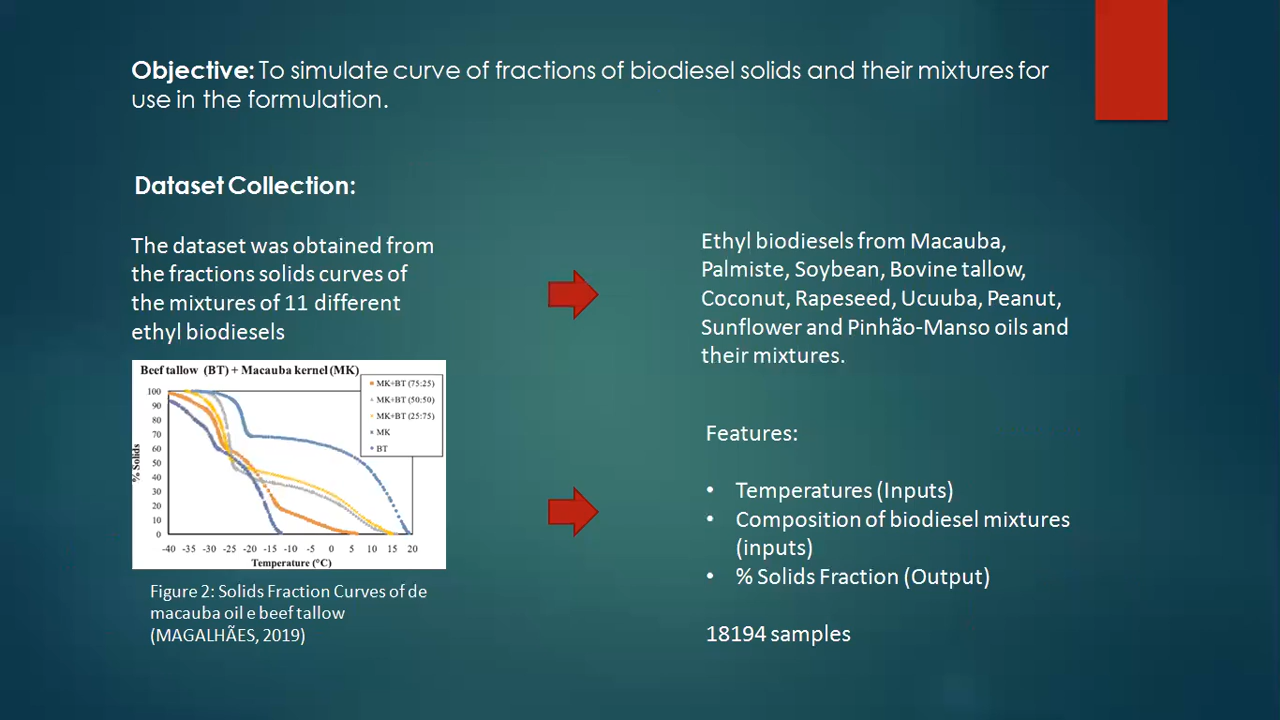 Objective: To simulate curve of fractions of biodiesel solids and their mixtures for
use in the formulation.
Dataset Collection:
The dataset was obtained from
the fractions solids curves of
the mixtures of 11 different
ethyl biodiesels
Beef tallow (BT) + Macauba kernel (MK)
MK+BT (75:25)
MK+BT (50:50)
MK+BT (25:75)
MK
BT
% Solids
100
90
80
70
60
50
40
30
20
10
0
-40 -35 -30 -25 -20 -15 -10 -5 0 5 10 15 20
Temperature (°C)
Figure 2: Solids Fraction Curves of de
macauba oil e beef tallow
(MAGALHÃES, 2019)
Ethyl biodiesels from Macauba,
Palmiste, Soybean, Bovine tallow,
Coconut, Rapeseed, Ucuuba, Peanut,
Sunflower and Pinhão-Manso oils and
their mixtures.
Features:
• Temperatures (Inputs)
• Composition of biodiesel mixtures
(inputs)
• % Solids Fraction (Output)
18194 samples